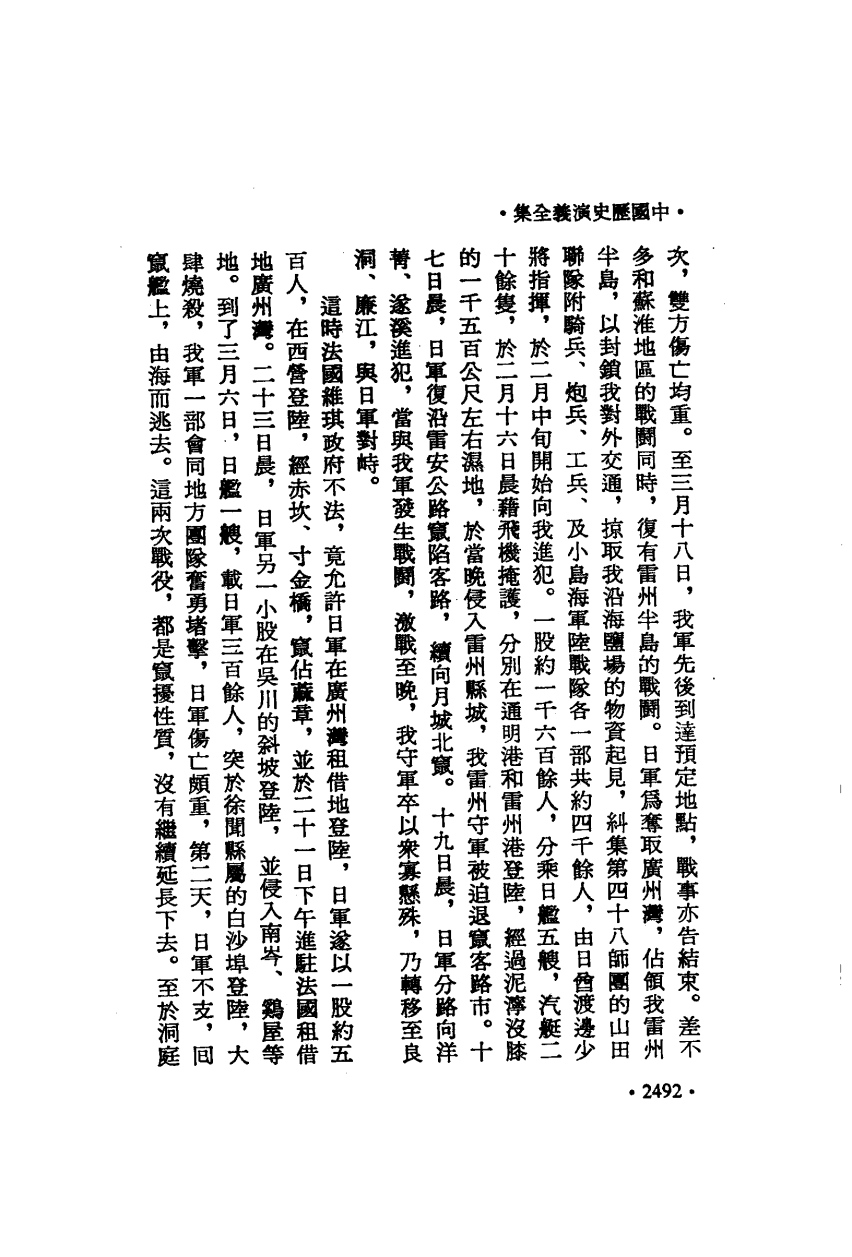 ·中國歷史演義全集·
次，雙方傷亡均重。至三月十八日，我軍先後到達預定地點，戰事亦告結束。差不
多和蘇淮地區的戰鬪同時，復有雷州半島的戰鬪。日軍爲奪取廣州灣，佔領我雷州
半島，以封鎖我對外交通，掠取我沿海鹽場的物資起見，糾集第四十八師團的山田
聯隊附騎兵、炮兵、工兵、及小島海軍陸戰隊各一部共約四千餘人，由日酋渡邊少
將指揮，於二月中旬開始向我進犯。一股約一千六百餘人，分乘日艦五艘，汽艇二
十餘隻，於二月十六日晨藉飛機掩護，分別在通明港和雷州港登陸，經過泥濘沒膝
的一千五百公尺左右濕地，於當晚侵入雷州縣城，我雷州守軍被迫退竄客路市。十
七日晨，日軍復沿雷安公路竄陷客路，續向月城北竄。十九日晨，日軍分路向洋
菁、遂溪進犯，當與我軍發生戰鬪，激戰至晚，我守軍卒以衆寡懸殊，乃轉移至良
洞、廉江，與日軍對峙。
這時法國維琪政府不法，竟允許日軍在廣州灣租借地登陸，日軍遂以一股約五
百人，在西營登陸，經赤坎、寸金橋，竄佔蔴章，並於二十一日下午進駐法國租借
地廣州灣。二十三日晨，日軍另一小股在吳川的斜坡登陸，並侵入南岑、鷄屋等
地。到了三月六日，日艦一艘，載日軍三百餘人，突於徐聞縣屬的白沙埠登陸，大
肆燒殺，我軍一部會同地方團隊奮勇堵擊，日軍傷亡頗重，第二天，日軍不支，囘
竄艦上，由海而逃去。這兩次戰役，都是竄擾性質，沒有繼續延長下去。至於洞庭
·2492·